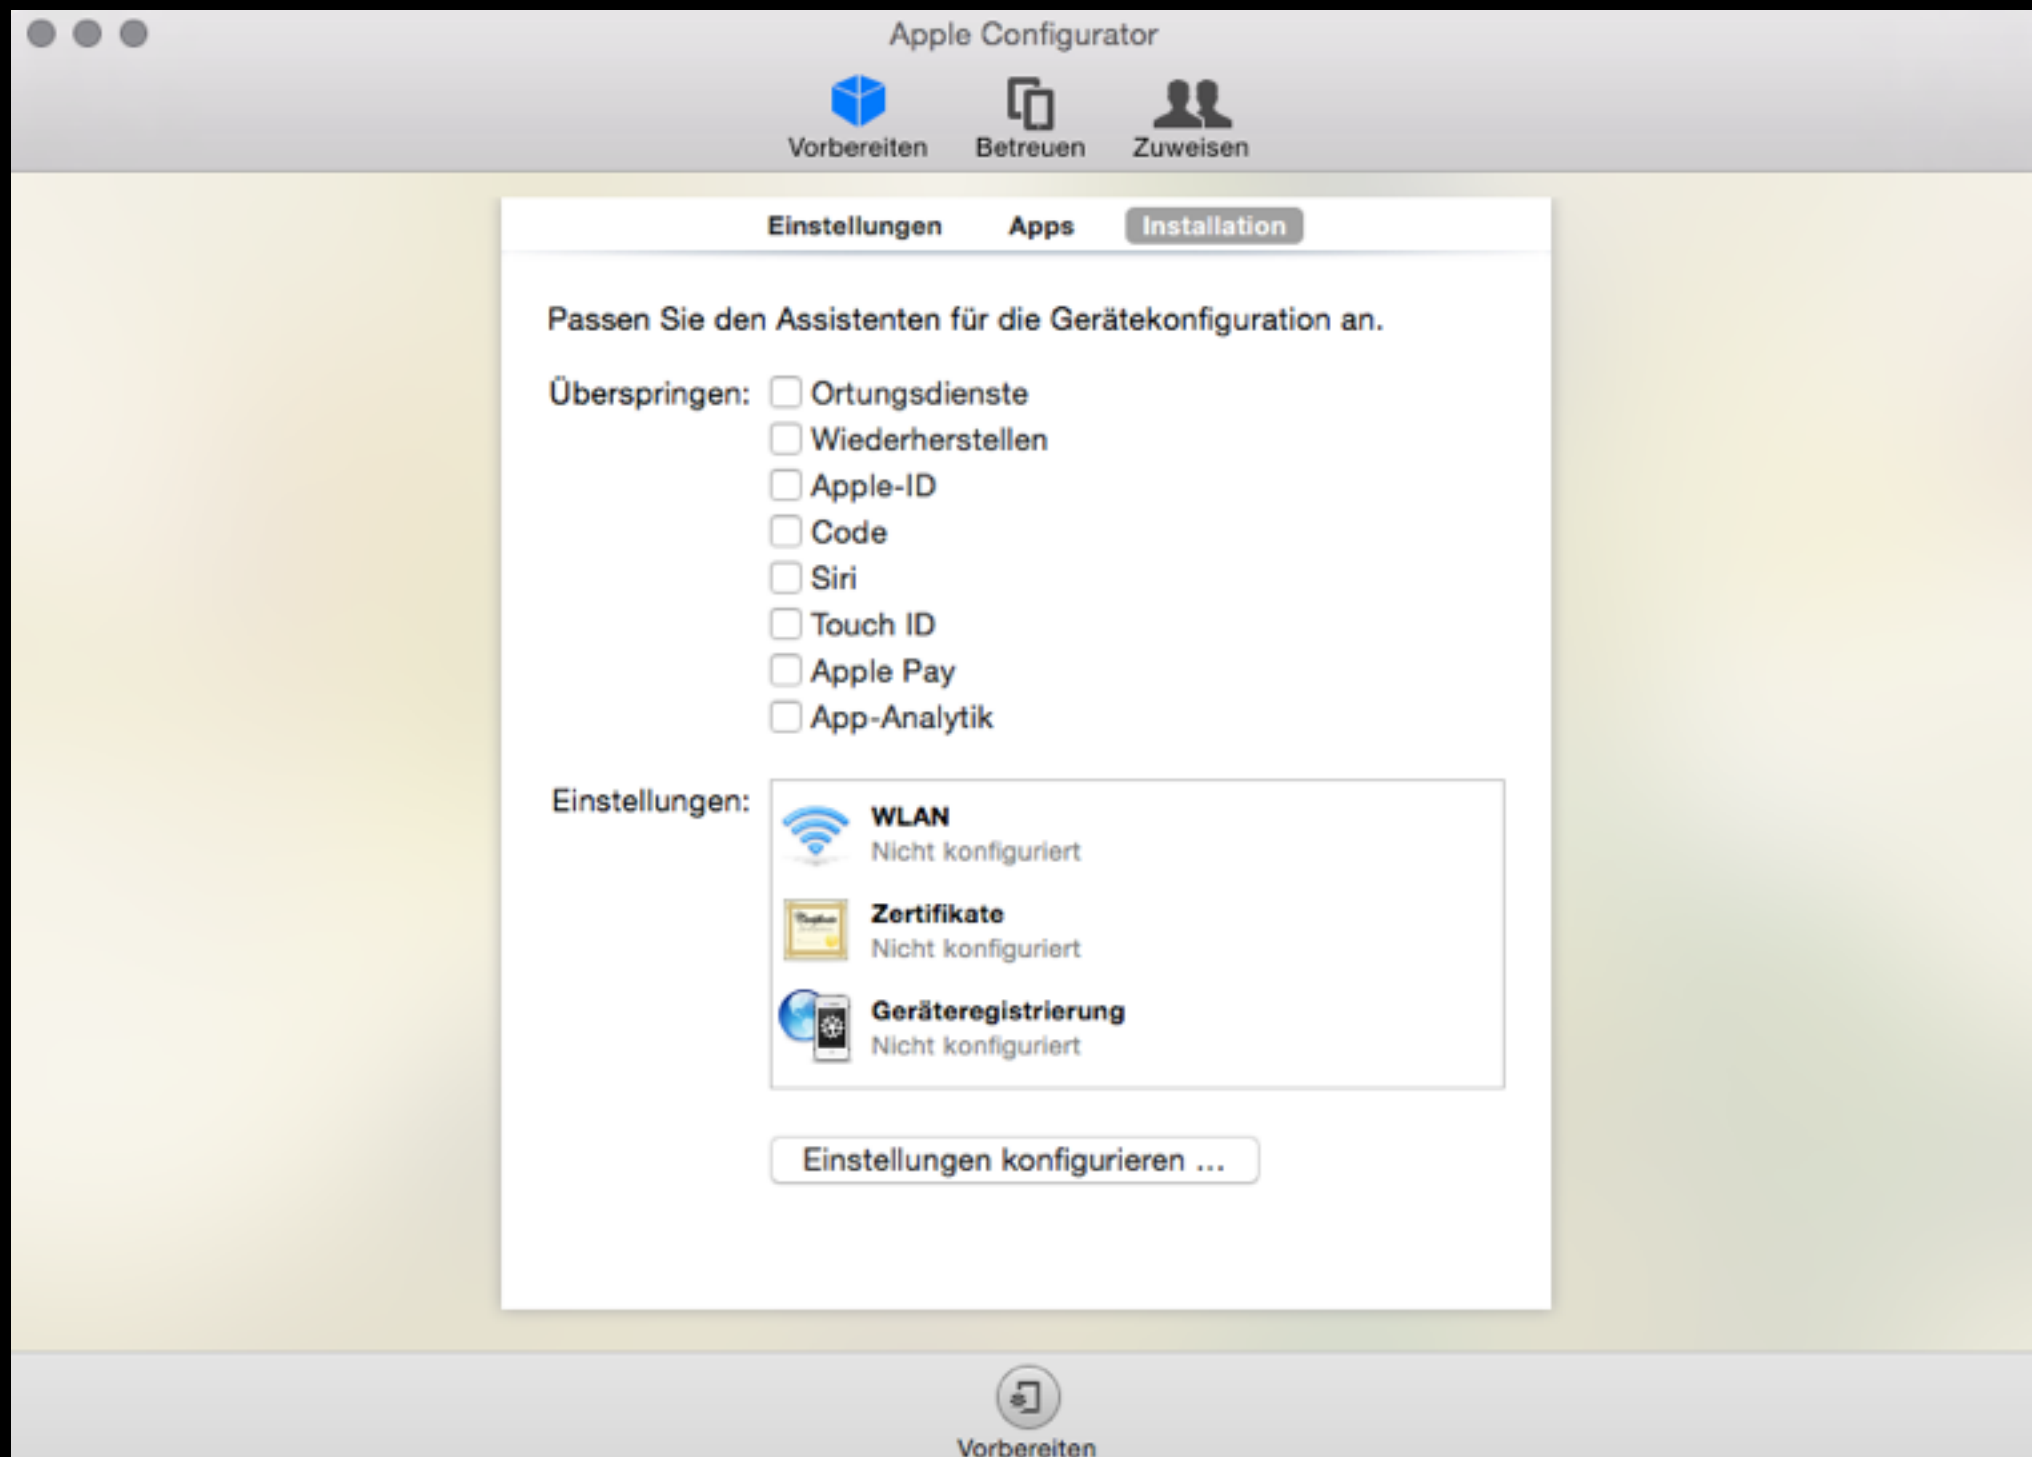 Apple Configurator
Vorbereiten
Betreuen
Zuweisen
Einstellungen
Apps
Installation
Passen Sie den Assistenten für die Gerätekonfiguration an.
Überspringen:
Ortungsdienste
Wiederherstellen
Apple-ID
Code
Siri
Touch ID
Apple Pay
App-Analytik
Einstellungen:
WLAN
Nicht konfiguriert
Zertifikate
Nicht konfiguriert
Geräteregistrierung
Nicht konfiguriert
Einstellungen konfigurieren ...
Vorbereiten